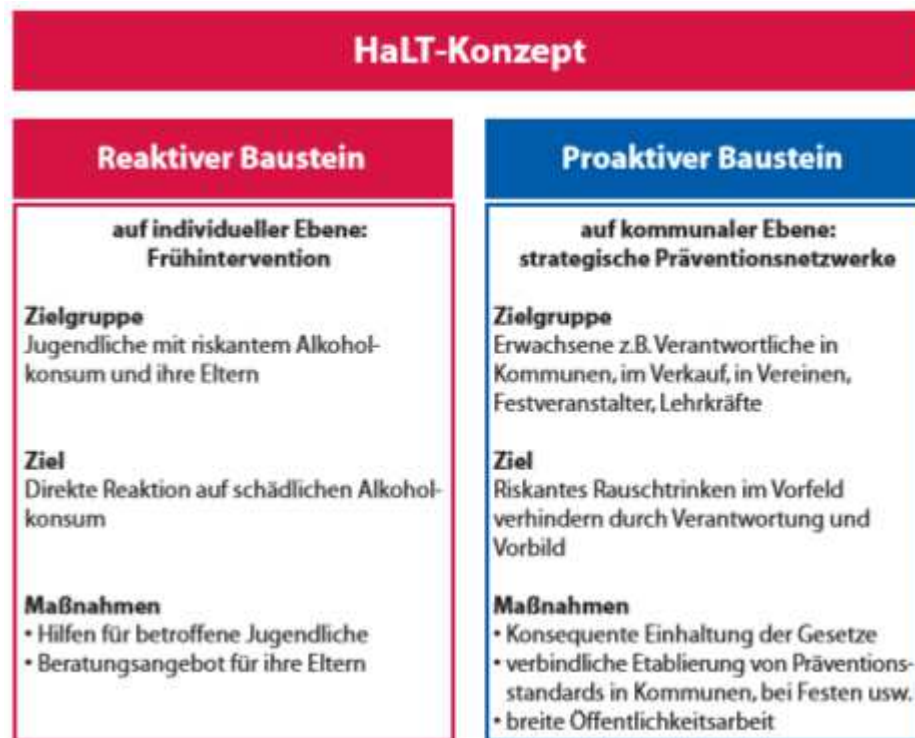 HaLT-Konzept
Reaktiver Baustein
auf individueller Ebene:
Frühintervention
Zielgruppe
Jugendliche mit riskantem Alkohol-
konsum und ihre Eltern
Ziel
Direkte Reaktion auf schädlichen Alkohol-
konsum
Maßnahmen
• Hilfen für betroffene Jugendliche
• Beratungsangebot für ihre Eltern
Proaktiver Baustein
auf kommunaler Ebene:
strategische Präventionsnetzwerke
Zielgruppe
Erwachsene z.B. Verantwortliche in
Kommunen, im Verkauf, in Vereinen,
Festveranstalter, Lehrkräfte
Ziel
Riskantes Rauschtrinken im Vorfeld
verhindern durch Verantwortung und
Vorbild
Maßnahmen
• Konsequente Einhaltung der Gesetze
• verbindliche Etablierung von Präventions-
standards in Kommunen, bei Festen usw.
• breite Öffentlichkeitsarbeit